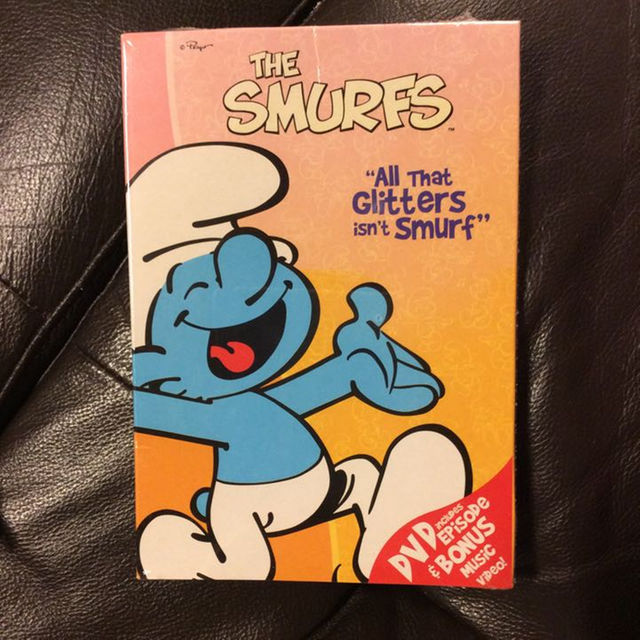 © Peyo
THE
SMURFS
™
“All That
Glitters
isn't Smurf”
DVD INCLUDES
EPiSODE
& BONUS
MUSiC
ViDEO!